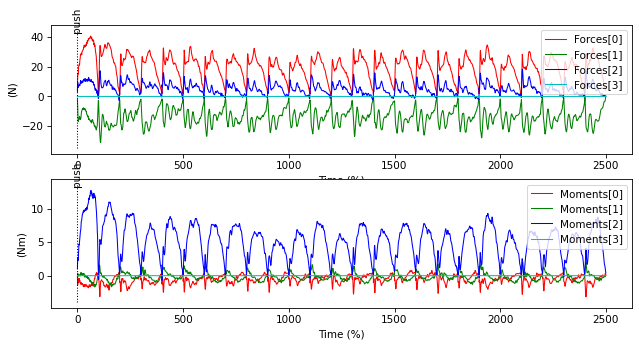 push
40
20
0
−20
(N)
Forces[0]
Forces[1]
Forces[2]
Forces[3]
0
500
1000
1500
2000
2500
Time (%)
push
10
5
0
(Nm)
Moments[0]
Moments[1]
Moments[2]
Moments[3]
0
500
1000
1500
2000
2500
Time (%)